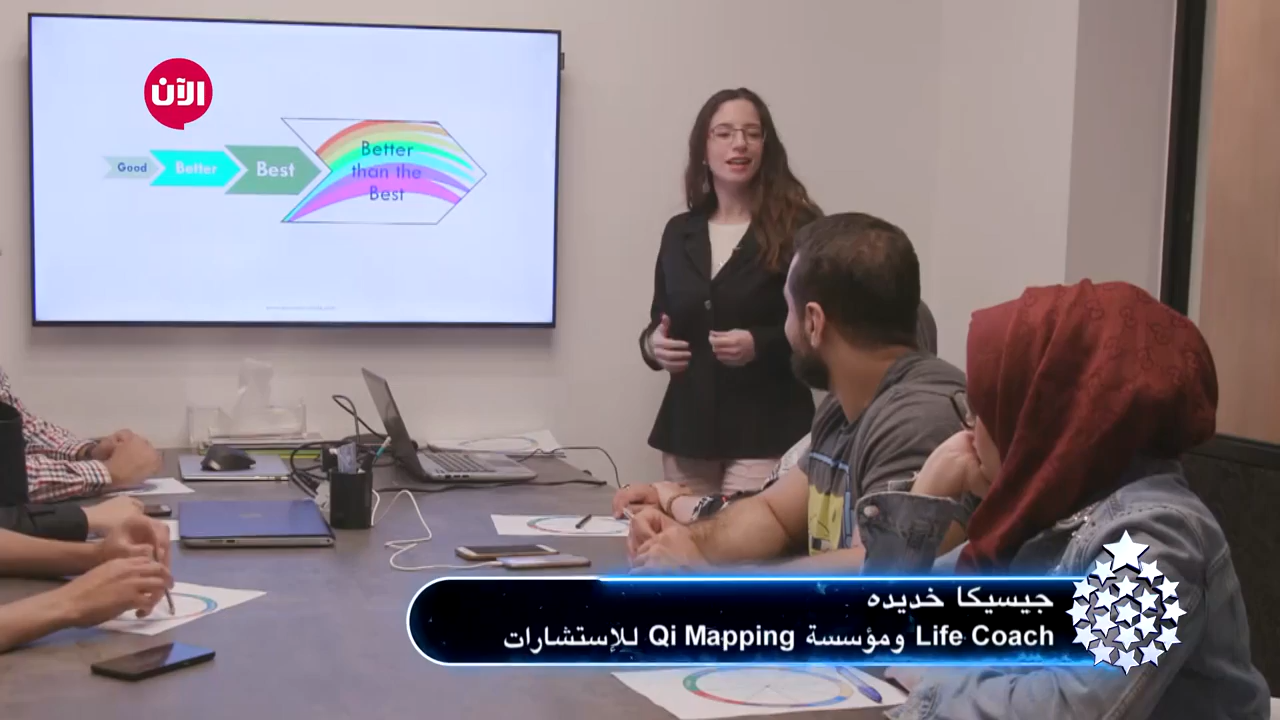 الآن
Good
Better
Best
Better
than the
Best
جيسيكا خديده
Life Coach ومؤسسة Qi Mapping للإستشارات